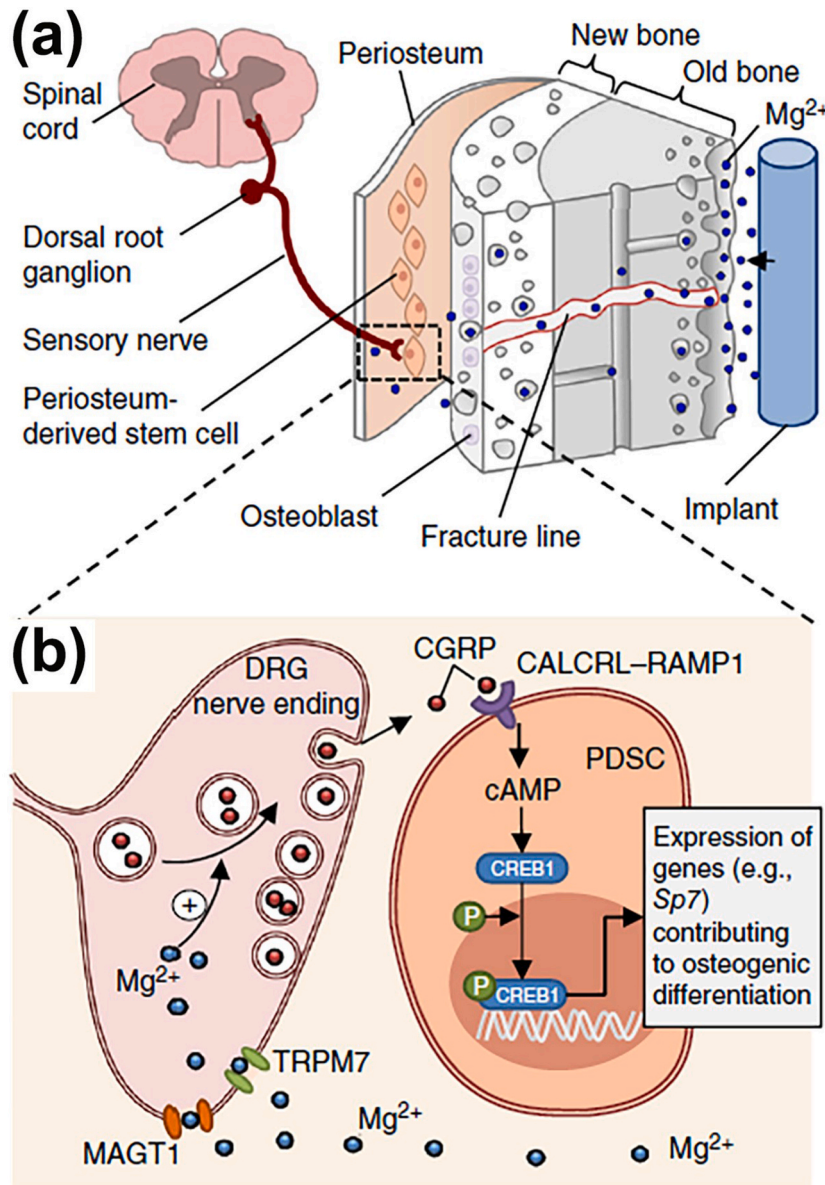 (a)
Spinal
cord
Periosteum
New bone
Old bone
Mg2+
Dorsal root
ganglion
Sensory nerve
Periosteum-
derived stem cell
Osteoblast
Fracture line
Implant
(b)
DRG
nerve ending
CGRP
CALCRL–RAMP1
PDSC
cAMP
CREB1
P
P
CREB1
Expression of
genes (e.g.,
Sp7)
contributing
to osteogenic
differentiation
+
Mg2+
TRPM7
MAGT1
Mg2+
Mg2+